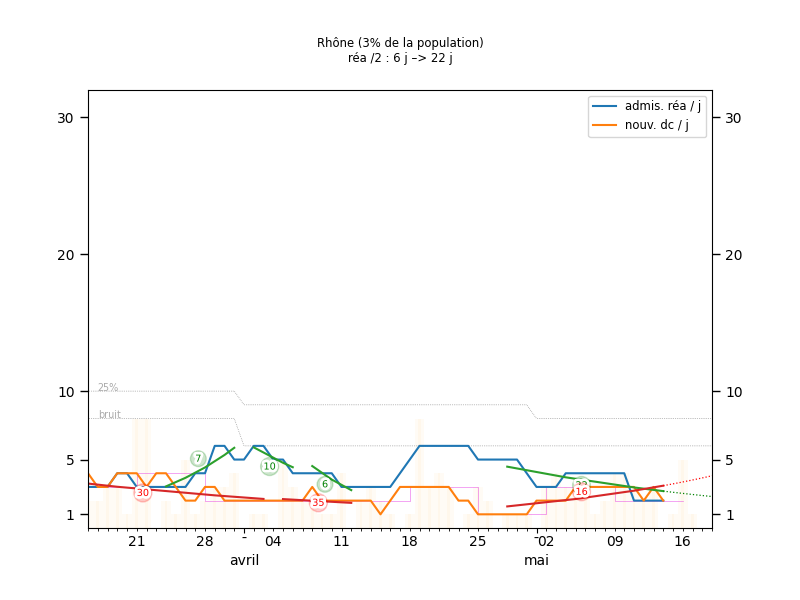 Rhône (3% de la population)
réa /2 : 6 j –> 22 j
admis. réa / j
nouv. dc / j
30 30
20 20
10 10
25%
bruit
5 5
7
10
6
30
35
16
1 1
21 28 - 04 11 18 25 - 02 09 16
avril mai